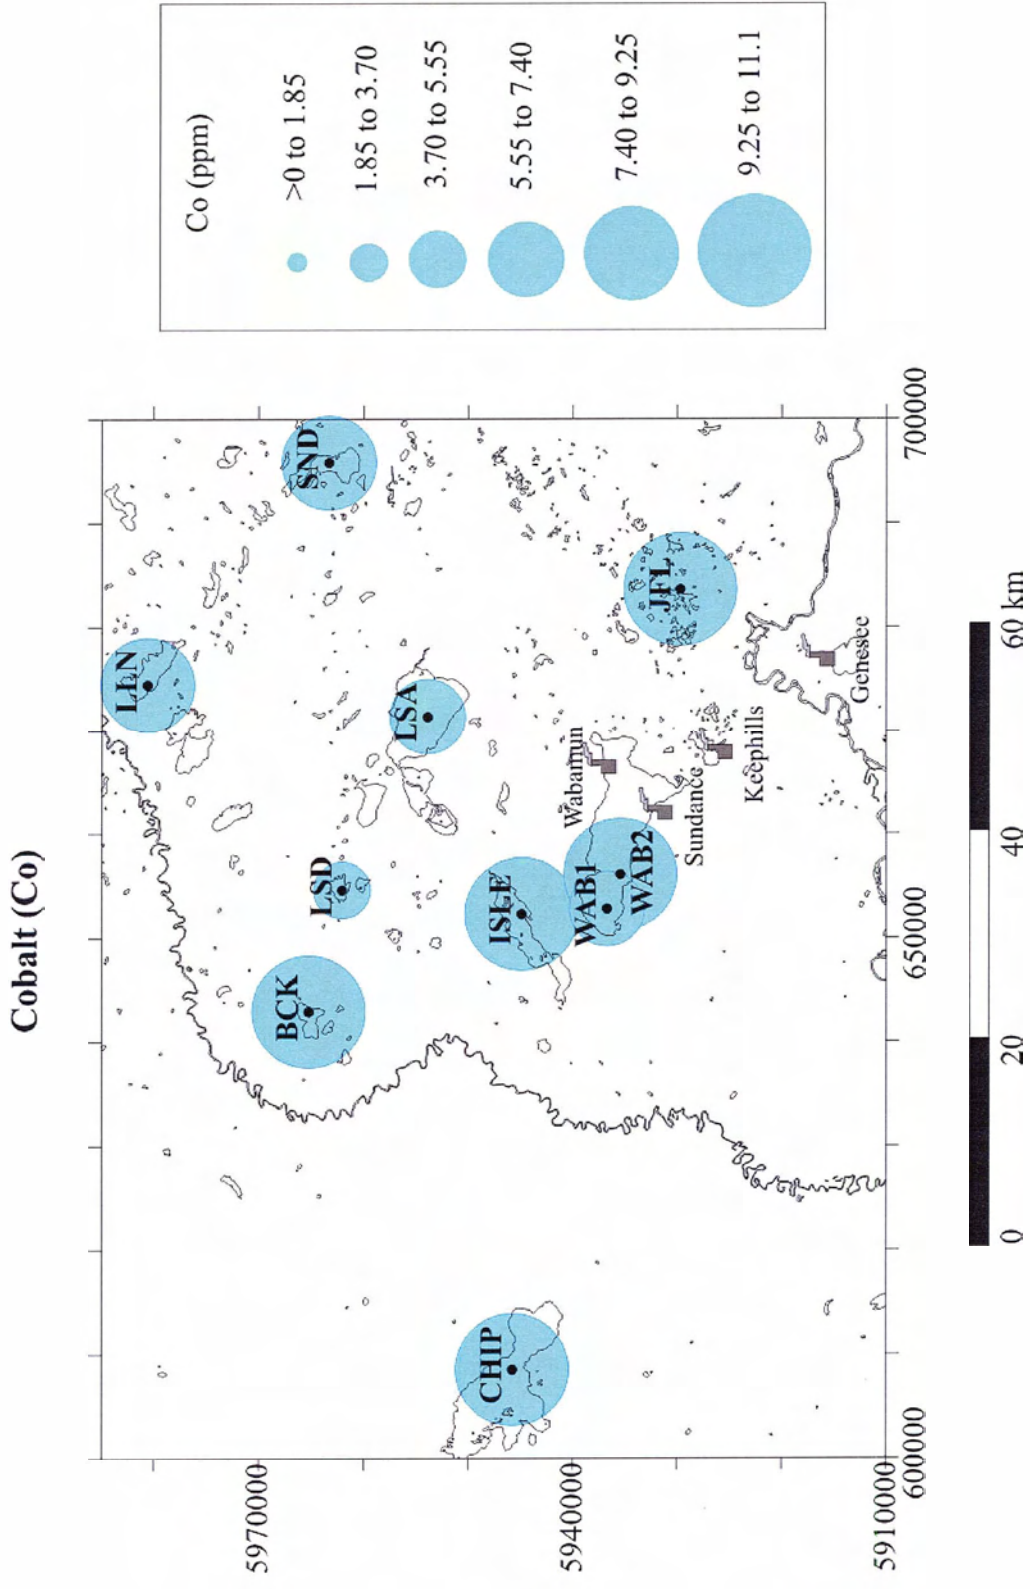 Cobalt (Co)
LLN
SND
BCK
LSD
LSA
ISLE
CHIP
WAB1
WAB2
JFL
Wabamun
Sundance
Keephills
Genesee
5970000
5940000
5910000
600000
650000
700000
0 20 40 60 km
Co (ppm)
>0 to 1.85
1.85 to 3.70
3.70 to 5.55
5.55 to 7.40
7.40 to 9.25
9.25 to 11.1